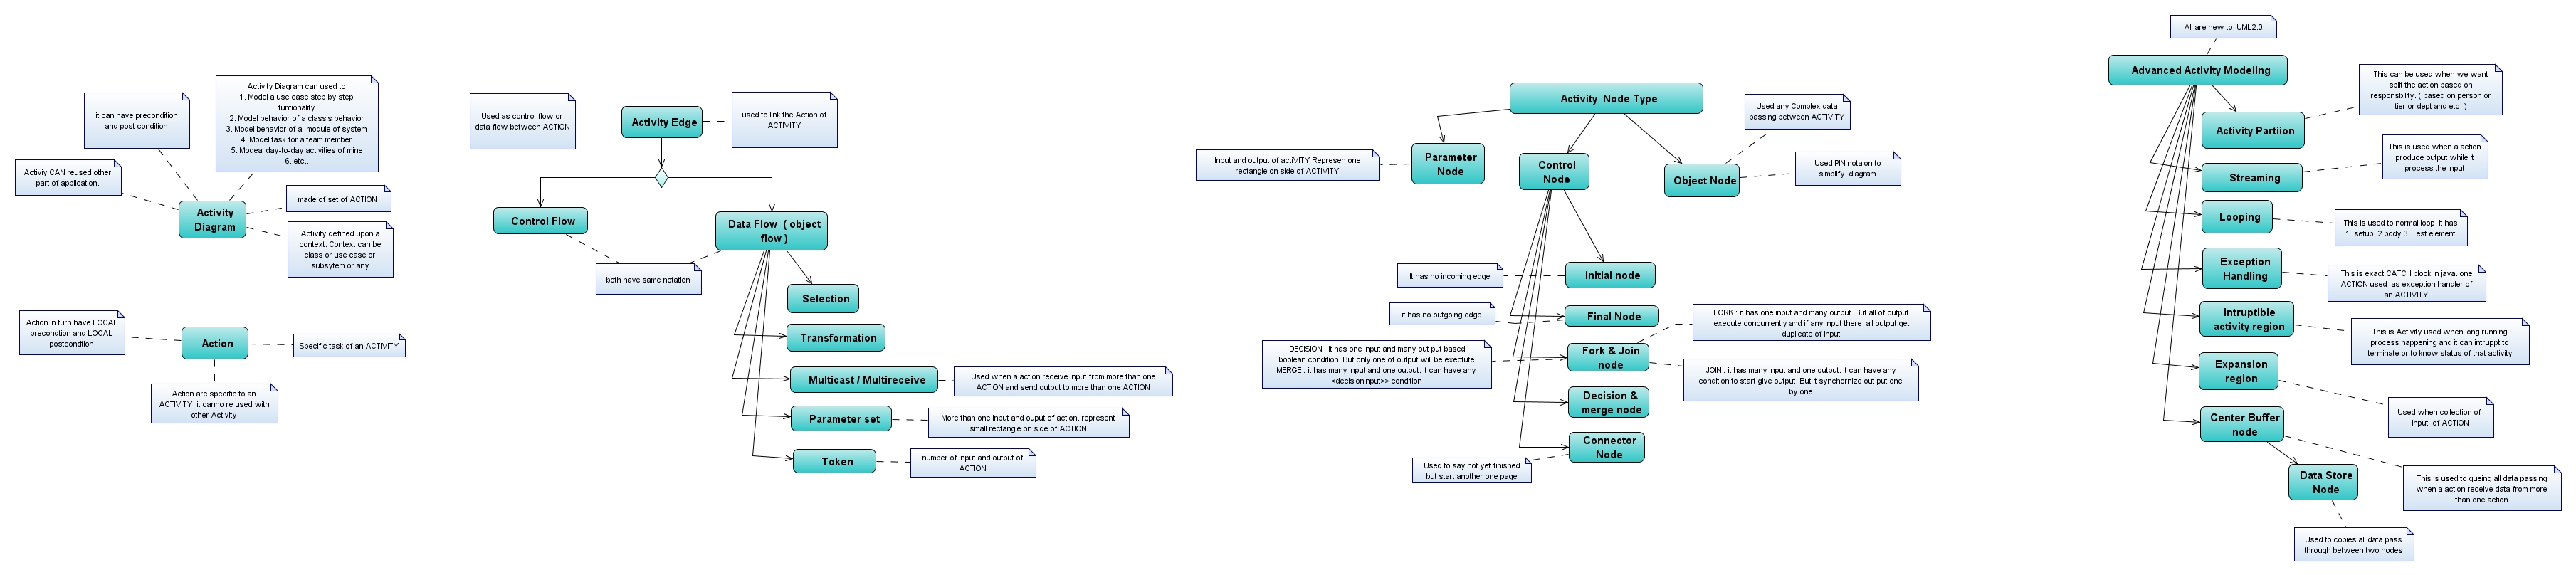 it can have precondition
and post condition
Activity Diagram can used to
1. Model a use case step by step
funtionality
2. Model behavior of a class's behavior
3. Model behavior of a  module of system
4. Model task for a team member
5. Modeal day-to-day activities of mine
6. etc..
Activiy CAN reused other
part of application.
made of set of ACTION
Activity
Diagram
Activity defined upon a
context. Context can be
class or use case or
subsytem or any
Action in turn have LOCAL
precondtion and LOCAL
postcondtion
Action
Specific task of an ACTIVITY
Action are specific to an
ACTIVITY. it canno re used with
other Activity
Used as control flow or
data flow between ACTION
Activity Edge
used to link the Action of
ACTIVITY
Control Flow
Data Flow  ( object
flow )
both have same notation
Selection
Transformation
Multicast / Multireceive
Used when a action receive input from more than one
ACTION and send output to more than one ACTION
Parameter set
More than one input and ouput of action. represent
small rectangle on side of ACTION
Token
number of Input and output of
ACTION
Activity  Node Type
Used any Complex data
passing between ACTIVITY
Input and output of actiVITY Represen one
rectangle on side of ACTIVITY
Parameter
Node
Control
Node
Object Node
Used PIN notaion to
simplify  diagram
It has no incoming edge
Initial node
it has no outgoing edge
Final Node
FORK : it has one input and many output. But all of output
execute concurrently and if any input there, all output get
duplicate of input
DECISION : it has one input and many out put based
boolean condition. But only one of output will be exectute
MERGE : it has many input and one output. it can have any
<decisionInput>> condition
Fork & Join
node
JOIN : it has many input and one output. it can have any
condition to start give output. But it synchornize out put one
by one
Decision &
merge node
Connector
Node
Used to say not yet finished
but start another one page
All are new to  UML2.0
Advanced Activity Modeling
This can be used when we want
split the action based on
responsbility. ( based on person or
tier or dept and etc. )
Activity Partiion
This is used when a action
produce output while it
process the input
Streaming
Looping
This is used to normal loop. it has
1. setup, 2.body 3. Test element
Exception
Handling
This is exact CATCH block in java. one
ACTION used  as exception handler of
an ACTIVITY
Intruptible
activity region
This is Activity used when long running
process happening and it can intruppt to
terminate or to know status of that activity
Expansion
region
Used when collection of
input  of ACTION
Center Buffer
node
This is used to queing all data passing
when a action receive data from more
than one action
Data Store
Node
Used to copies all data pass
through between two nodes